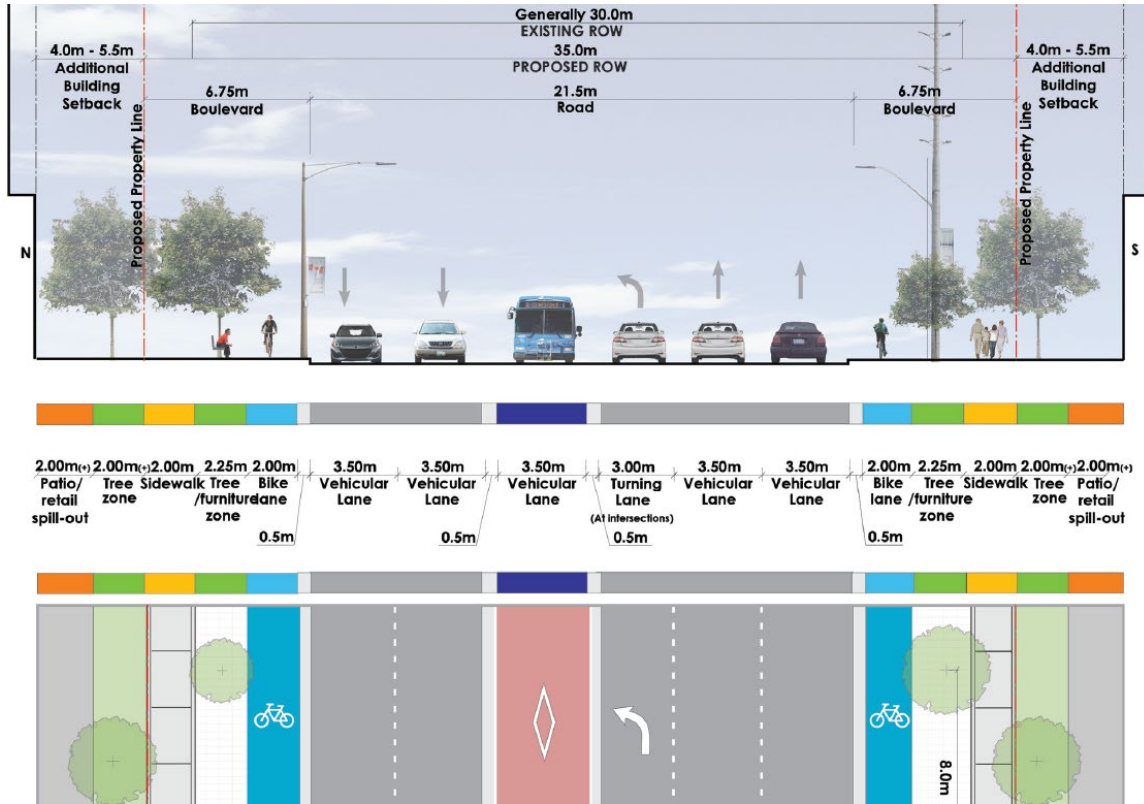 Generally 30.0m
EXISTING ROW
35.0m
PROPOSED ROW
4.0m - 5.5m
Additional
Building
Setback
6.75m
Boulevard
21.5m
Road
6.75m
Boulevard
4.0m - 5.5m
Additional
Building
Setback
Proposed Property Line
Proposed Property Line
N
S
2.00m(+)
Patio/
retail
spill-out
2.00m(+)
Tree
zone
2.00m
Sidewalk
2.25m
Tree
/furniture
zone
2.00m
Bike
lane
0.5m
3.50m
Vehicular
Lane
3.50m
Vehicular
Lane
0.5m
3.50m
Vehicular
Lane
0.5m
3.00m
Turning
Lane
(At intersections)
3.50m
Vehicular
Lane
3.50m
Vehicular
Lane
0.5m
2.00m
Bike
lane
2.25m
Tree
/furniture
zone
2.00m
Sidewalk
2.00m(+)
Tree
zone
2.00m(+)
Patio/
retail
spill-out
8.0m